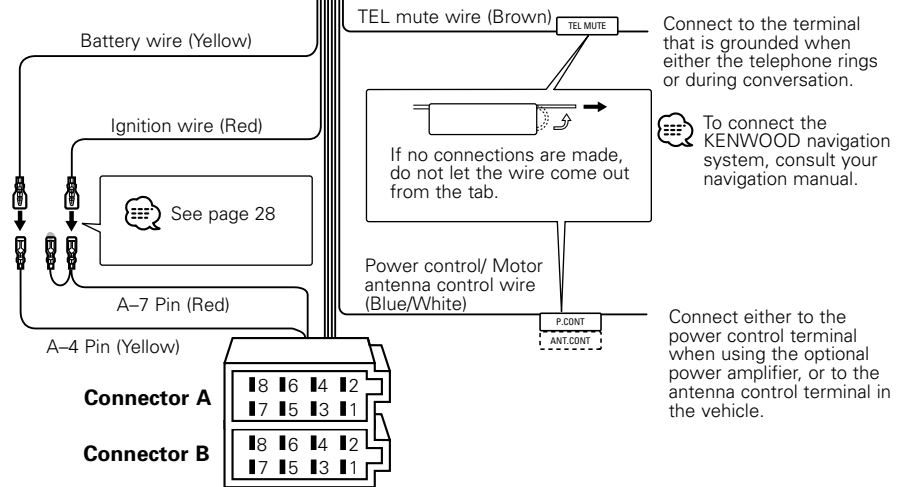 TEL mute wire (Brown)
TEL MUTE
Connect to the terminal
that is grounded when
either the telephone rings
or during conversation.
Battery wire (Yellow)
Ignition wire (Red)
If no connections are made,
do not let the wire come out
from the tab.
To connect the
KENWOOD navigation
system, consult your
navigation manual.
See page 28
Power control/ Motor
antenna control wire
(Blue/White)
A–7 Pin (Red)
P.CONT
ANT.CONT
Connect either to the
power control terminal
when using the optional
power amplifier, or to the
antenna control terminal in
the vehicle.
A–4 Pin (Yellow)
Connector A
8 6 4 2
7 5 3 1
Connector B
8 6 4 2
7 5 3 1